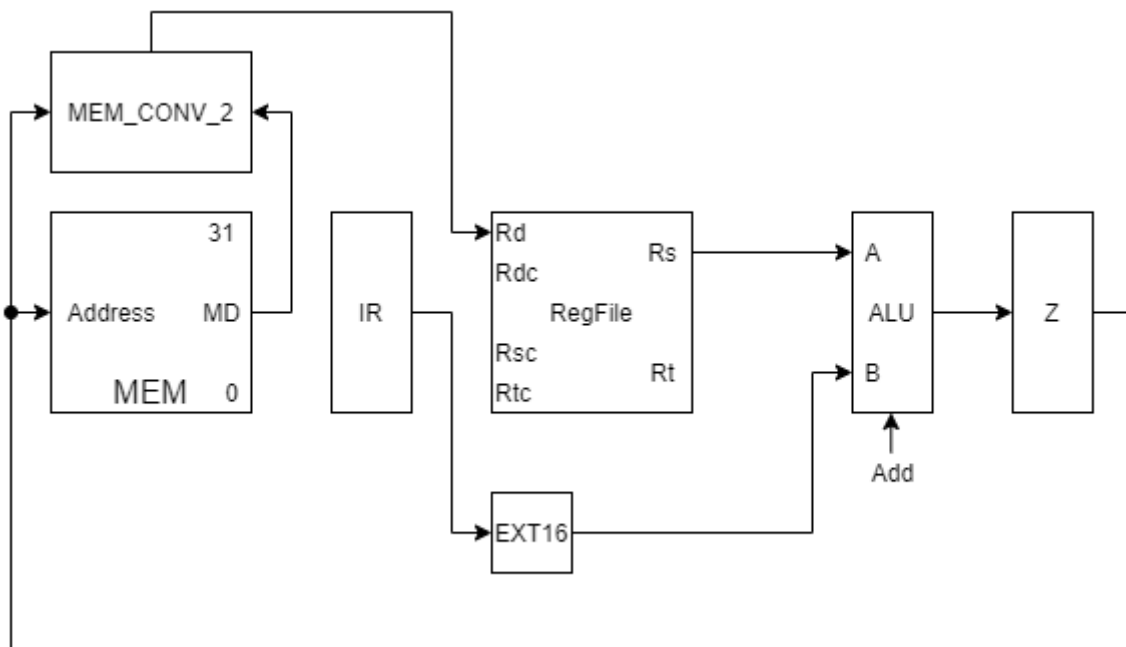 MEM_CONV_2
31
Address
MD
MEM
0
IR
Rd
Rdc
Rs
RegFile
Rsc
Rtc
Rt
A
ALU
B
Add
Z
EXT16